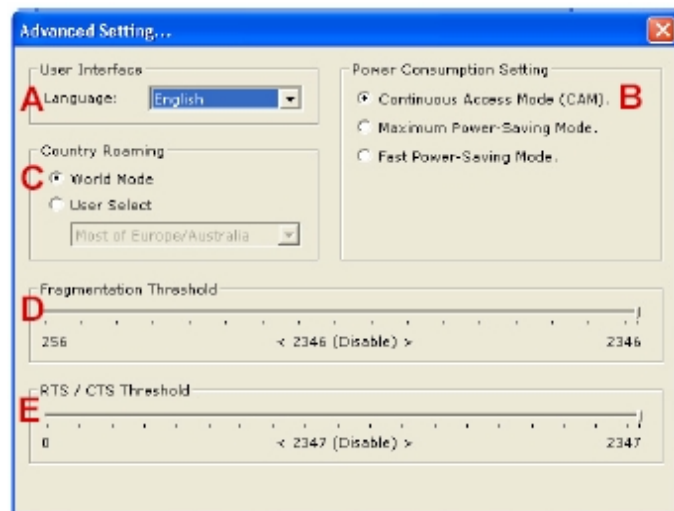 Advanced Setting...
User Interface
A Language: English
Power Consumption Setting
Continuous Access Mode (CAM). B
Maximum Power-Saving Mode.
Fast Power-Saving Mode.
Country Roaming
C World Mode
User Select
Most of Europe/Australia
Fragmentation Threshold
D
256 < 2346 (Disable) > 2346
RTS / CTS Threshold
E
0 < 2347 (Disable) > 2347